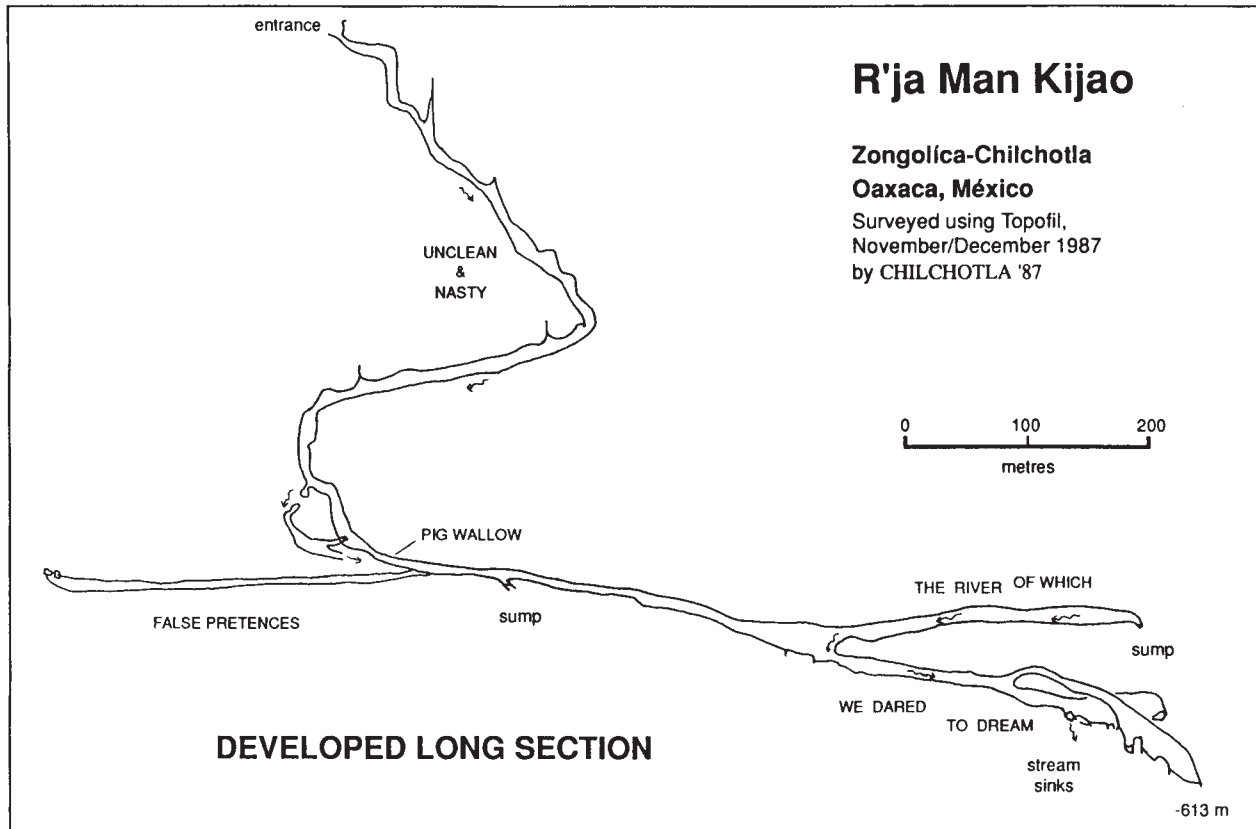 entrance
R'ja Man Kijao
Zongolíca-Chilchotla
Oaxaca, México
Surveyed using Topofil,
November/December 1987
by CHILCHOTLA '87
UNCLEAN
&
NASTY
0 100 200
metres
PIG WALLOW
FALSE PRETENCES
sump
THE RIVER OF WHICH
sump
WE DARED
TO DREAM
DEVELOPED LONG SECTION
stream
sinks
-613 m